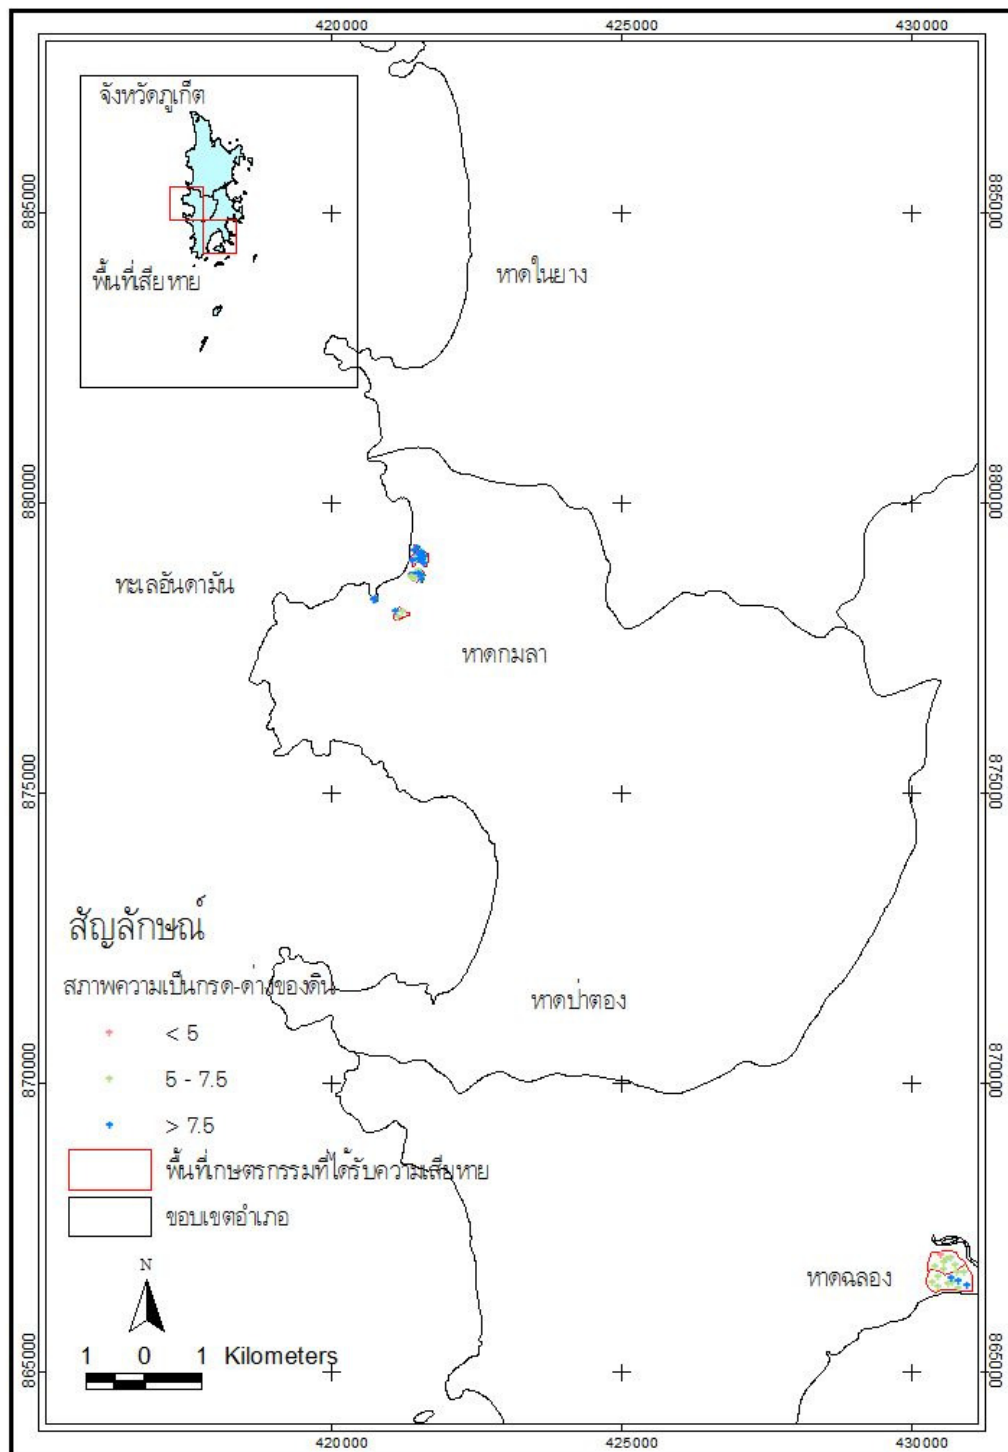 420000 425000 430000
จังหวัดภูเก็ต
885000
885000
หาดในยาง
พื้นที่เสียหาย
880000
880000
ทะเลอันดามัน
หาดกมลา
875000
875000
สัญลักษณ์
สภาพความเป็นกรด-ด่างของดิน
หาดป่าตอง
< 5
5 - 7.5
870000
870000
> 7.5
พื้นที่เกษตรกรรมที่ได้รับความเสียหาย
ขอบเขตอำเภอ
N
หาดฉลอง
1 0 1 Kilometers
865000
865000
420000 425000 430000